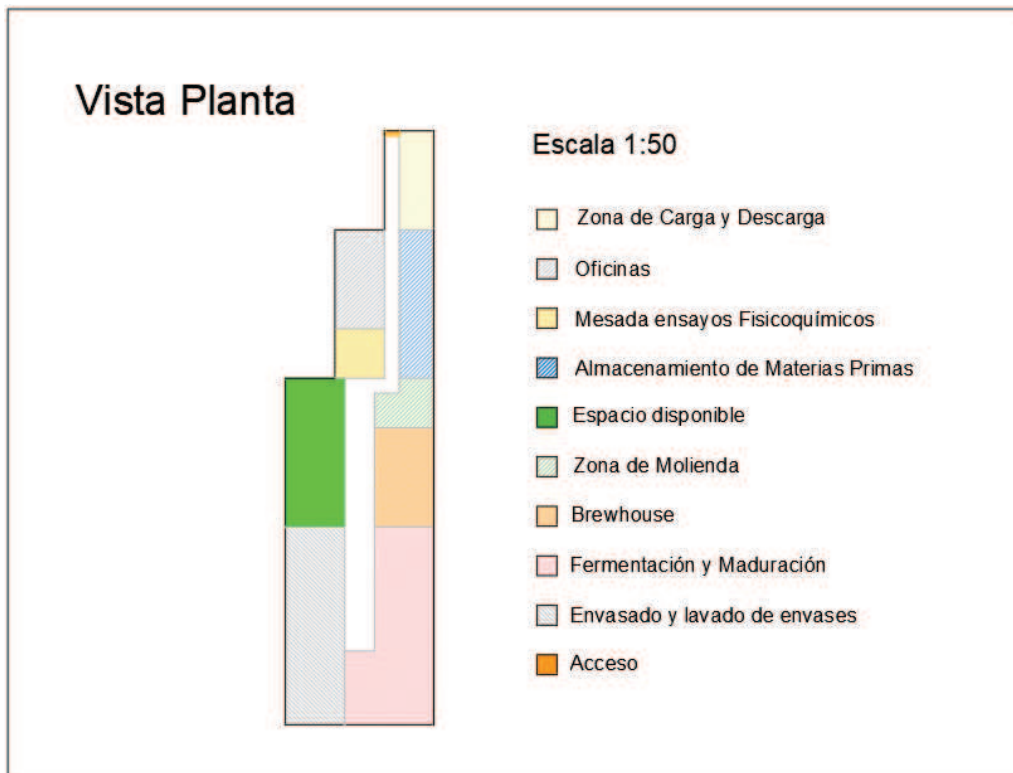 Vista Planta
Escala 1:50
Zona de Carga y Descarga
Oficinas
Mesada ensayos Fisicoquímicos
Almacenamiento de Materias Primas
Espacio disponible
Zona de Molienda
Brewhouse
Fermentación y Maduración
Envasado y lavado de envases
Acceso